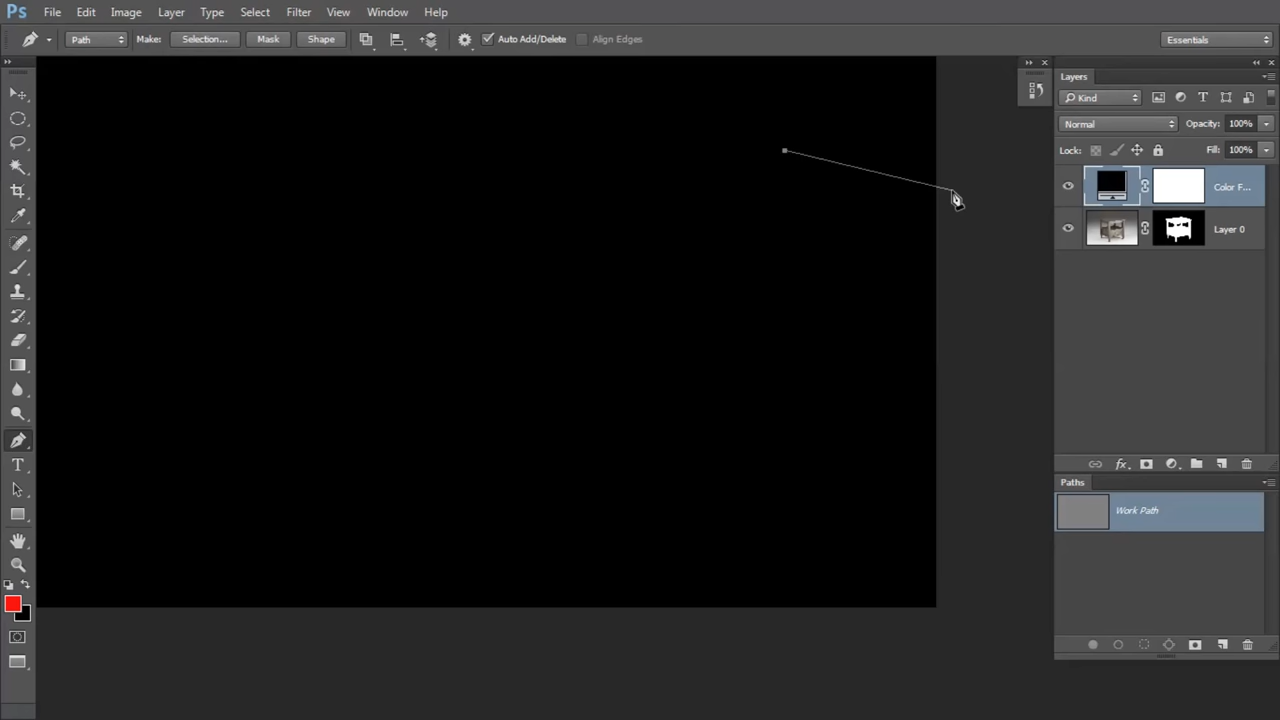 Ps File Edit Image Layer Type Select Filter View Window Help
Path Make: Selection... Mask Shape Auto Add/Delete Align Edges Essentials
Layers
Kind
Normal Opacity: 100%
Lock: Fill: 100%
Color F...
Layer 0
fx
Paths
Work Path